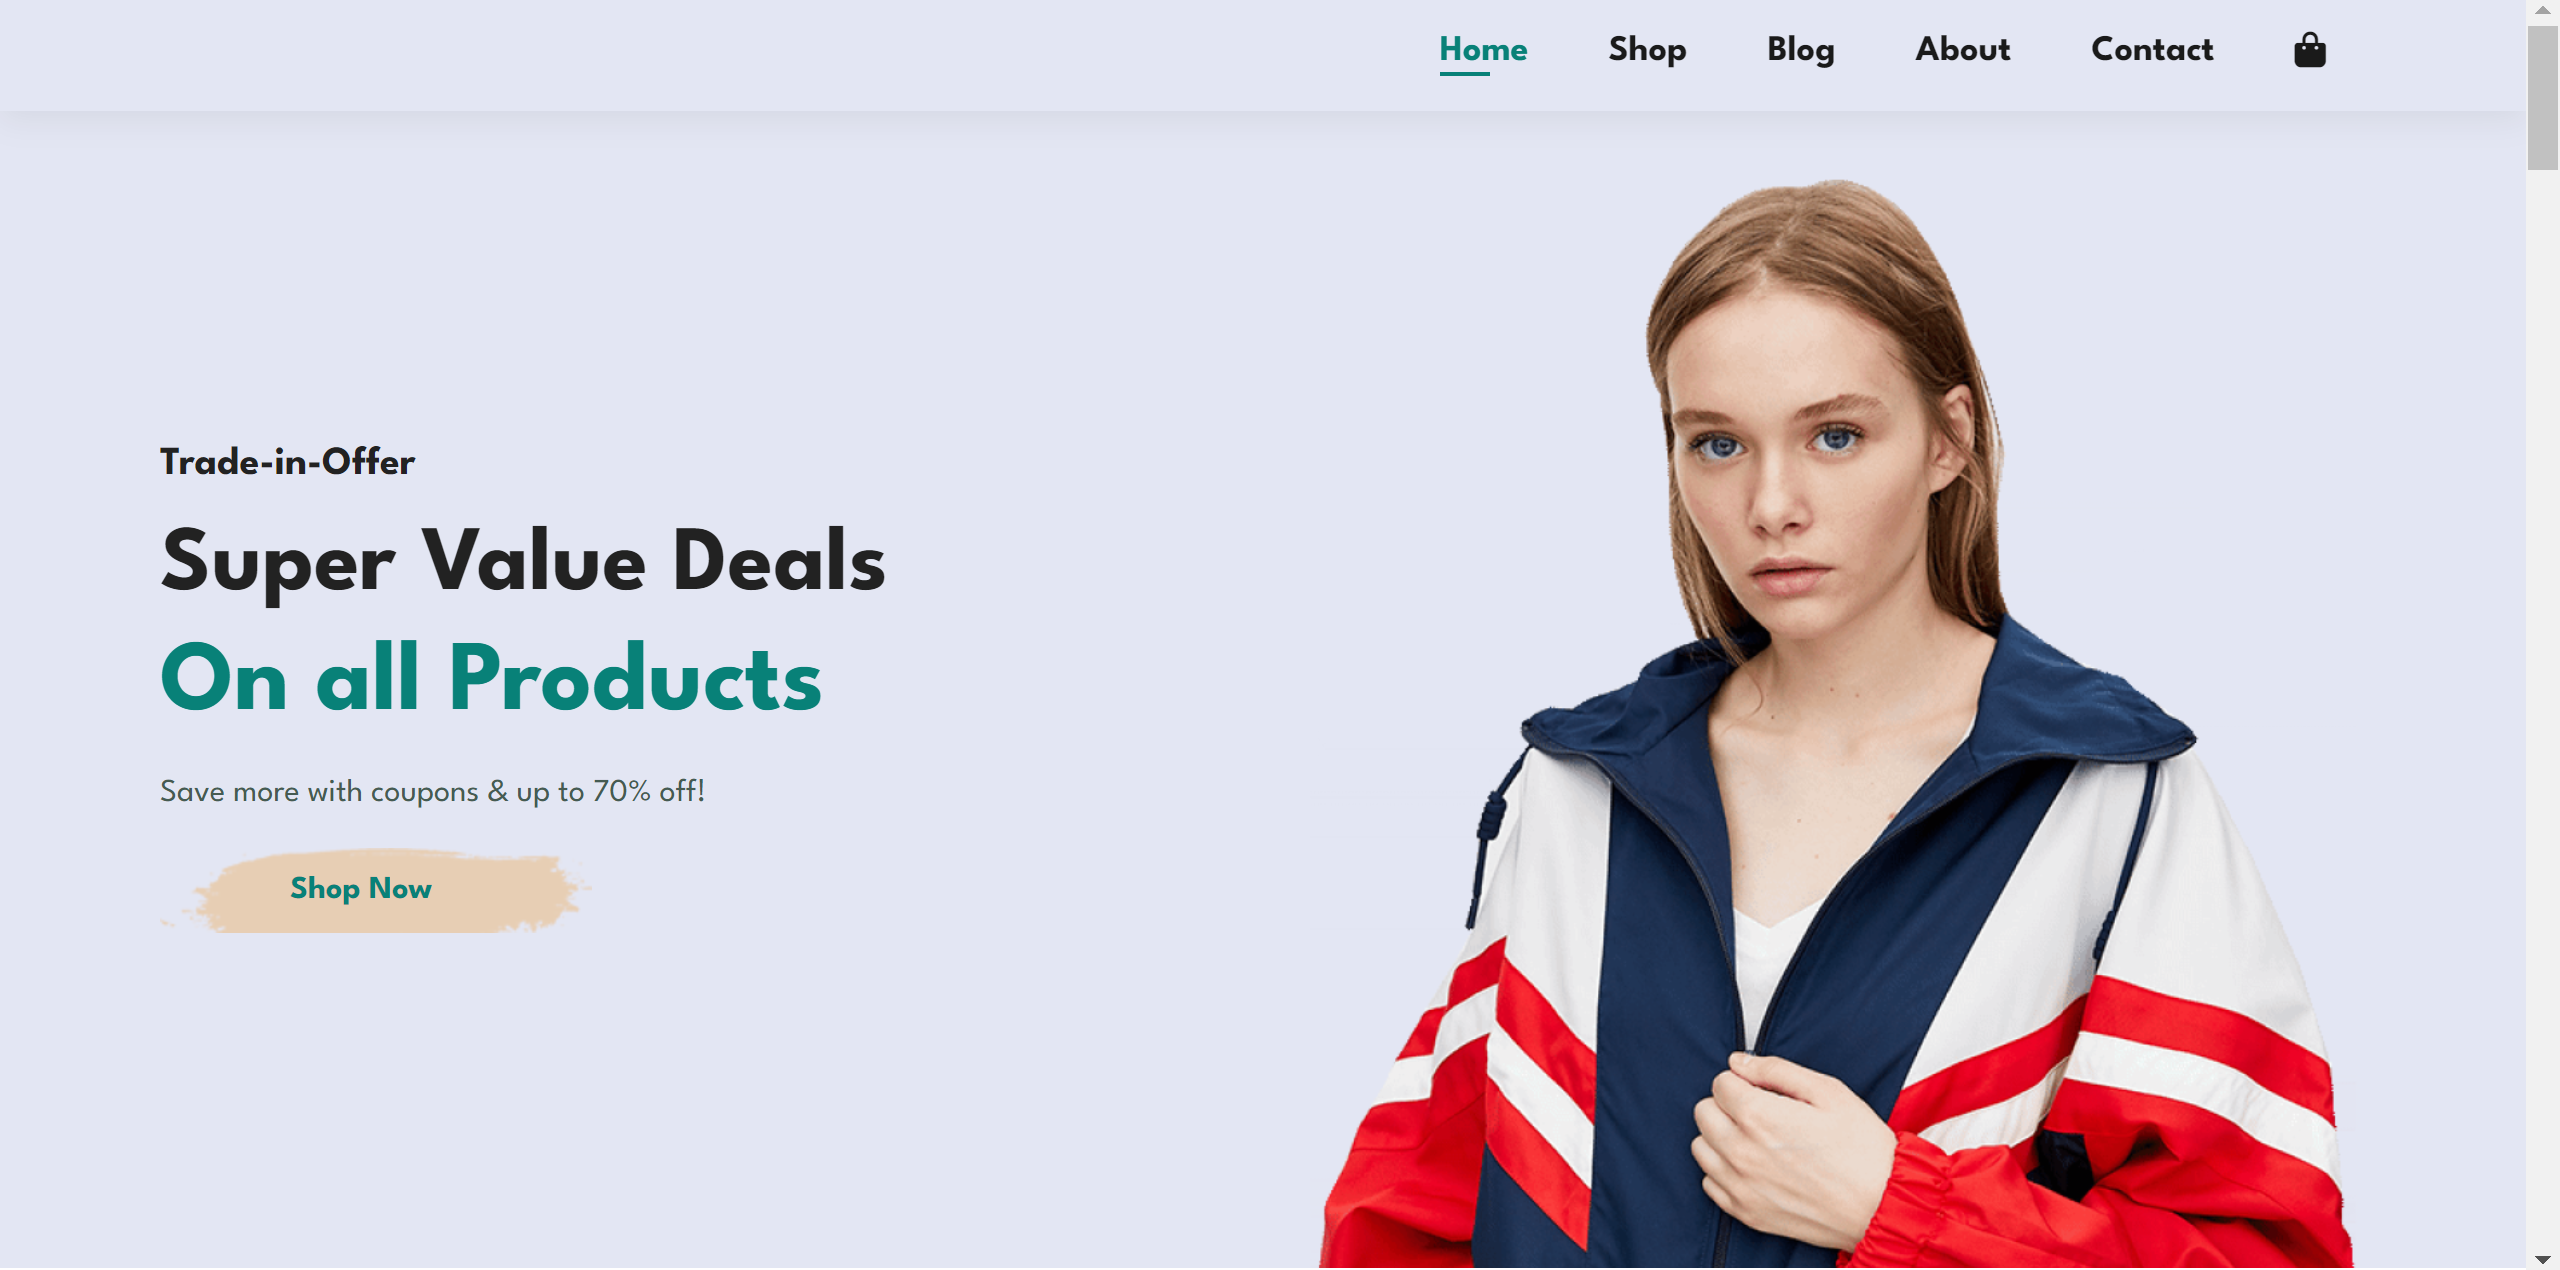 Home Shop Blog About Contact
Trade-in-Offer
Super Value Deals
On all Products
Save more with coupons & up to 70% off!
Shop Now